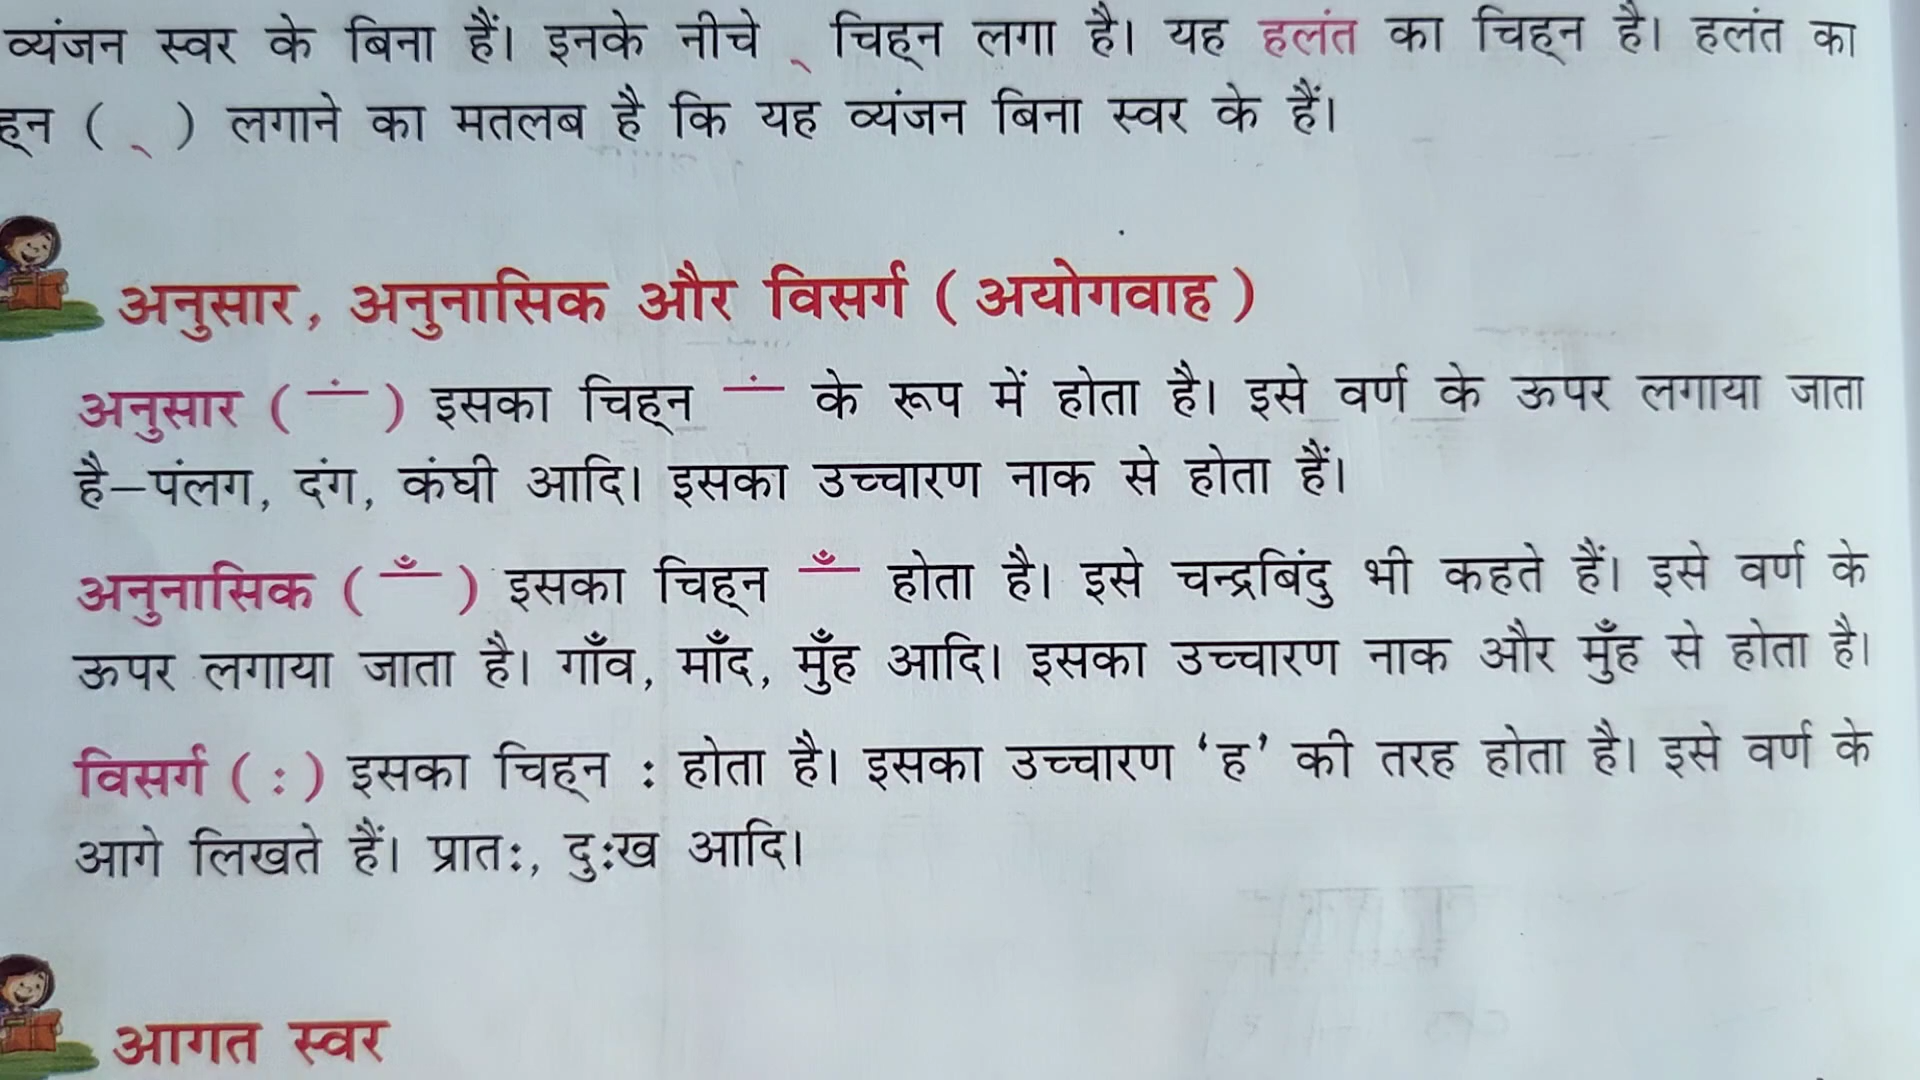 व्यंजन स्वर के बिना हैं। इनके नीचे ् चिह्न लगा है। यह हलंत का चिह्न है। हलंत का
ह्न ( ् ) लगाने का मतलब है कि यह व्यंजन बिना स्वर के हैं।
अनुसार, अनुनासिक और विसर्ग ( अयोगवाह )
अनुसार ( ं ) इसका चिह्न ं के रूप में होता है। इसे वर्ण के ऊपर लगाया जाता
है–पंलग, दंग, कंघी आदि। इसका उच्चारण नाक से होता हैं।
अनुनासिक ( ँ ) इसका चिह्न ँ होता है। इसे चन्द्रबिंदु भी कहते हैं। इसे वर्ण के
ऊपर लगाया जाता है। गाँव, माँद, मुँह आदि। इसका उच्चारण नाक और मुँह से होता है।
विसर्ग ( : ) इसका चिह्न : होता है। इसका उच्चारण ‘ह’ की तरह होता है। इसे वर्ण के
आगे लिखते हैं। प्रात:, दु:ख आदि।
आगत स्वर